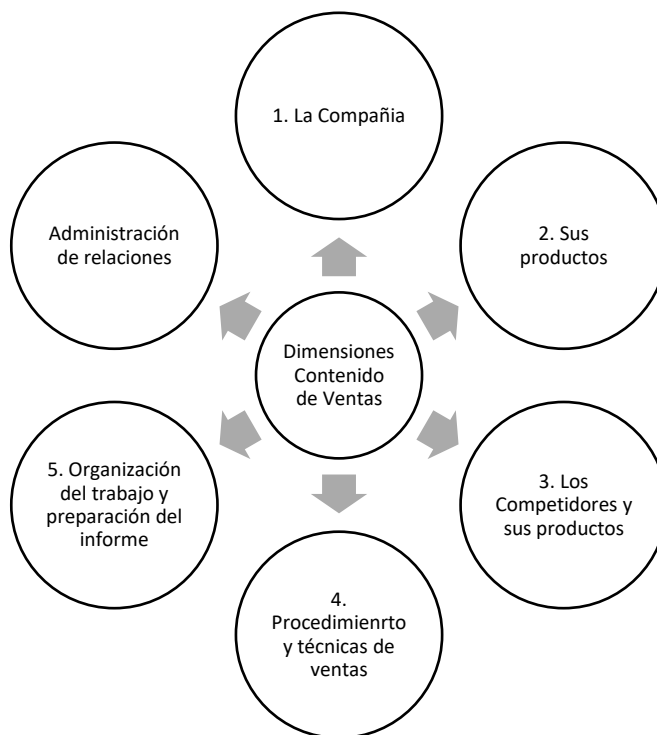 1. La Compañia
2. Sus
productos
3. Los
Competidores y
sus productos
4.
Procedimienrto
y técnicas de
ventas
5. Organización
del trabajo y
preparación del
informe
Administración
de relaciones
Dimensiones
Contenido
de Ventas